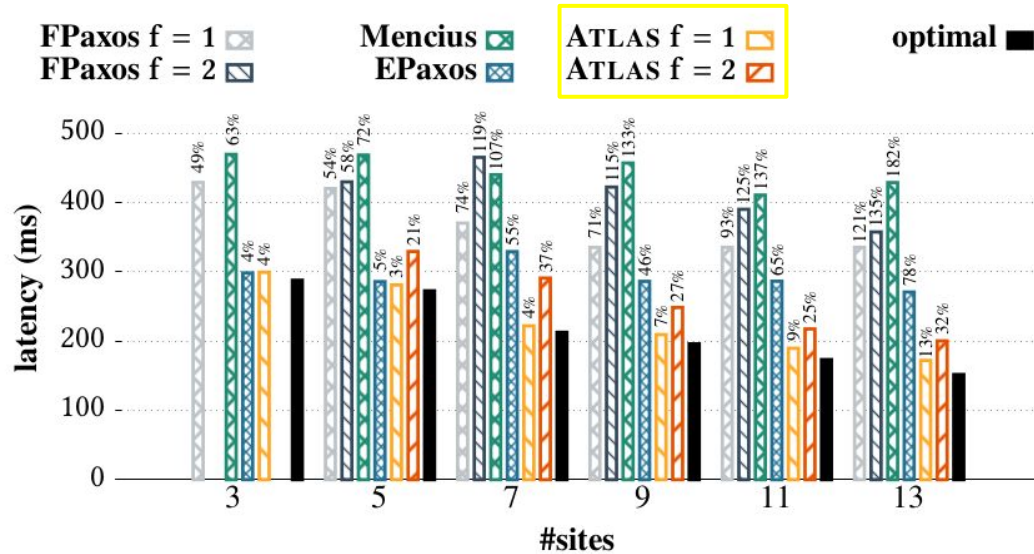 FPaxos f = 1 Mencius ATLAS f = 1 optimal
FPaxos f = 2 EPaxos ATLAS f = 2
latency (ms)
500
400
300
200
100
0
49% 63% 4% 4%
54% 58% 72% 5% 3% 21%
74% 119% 107% 55% 4% 37%
71% 115% 133% 46% 7% 27%
93% 125% 137% 65% 9% 25%
121% 135% 182% 78% 13% 32%
3 5 7 9 11 13
#sites